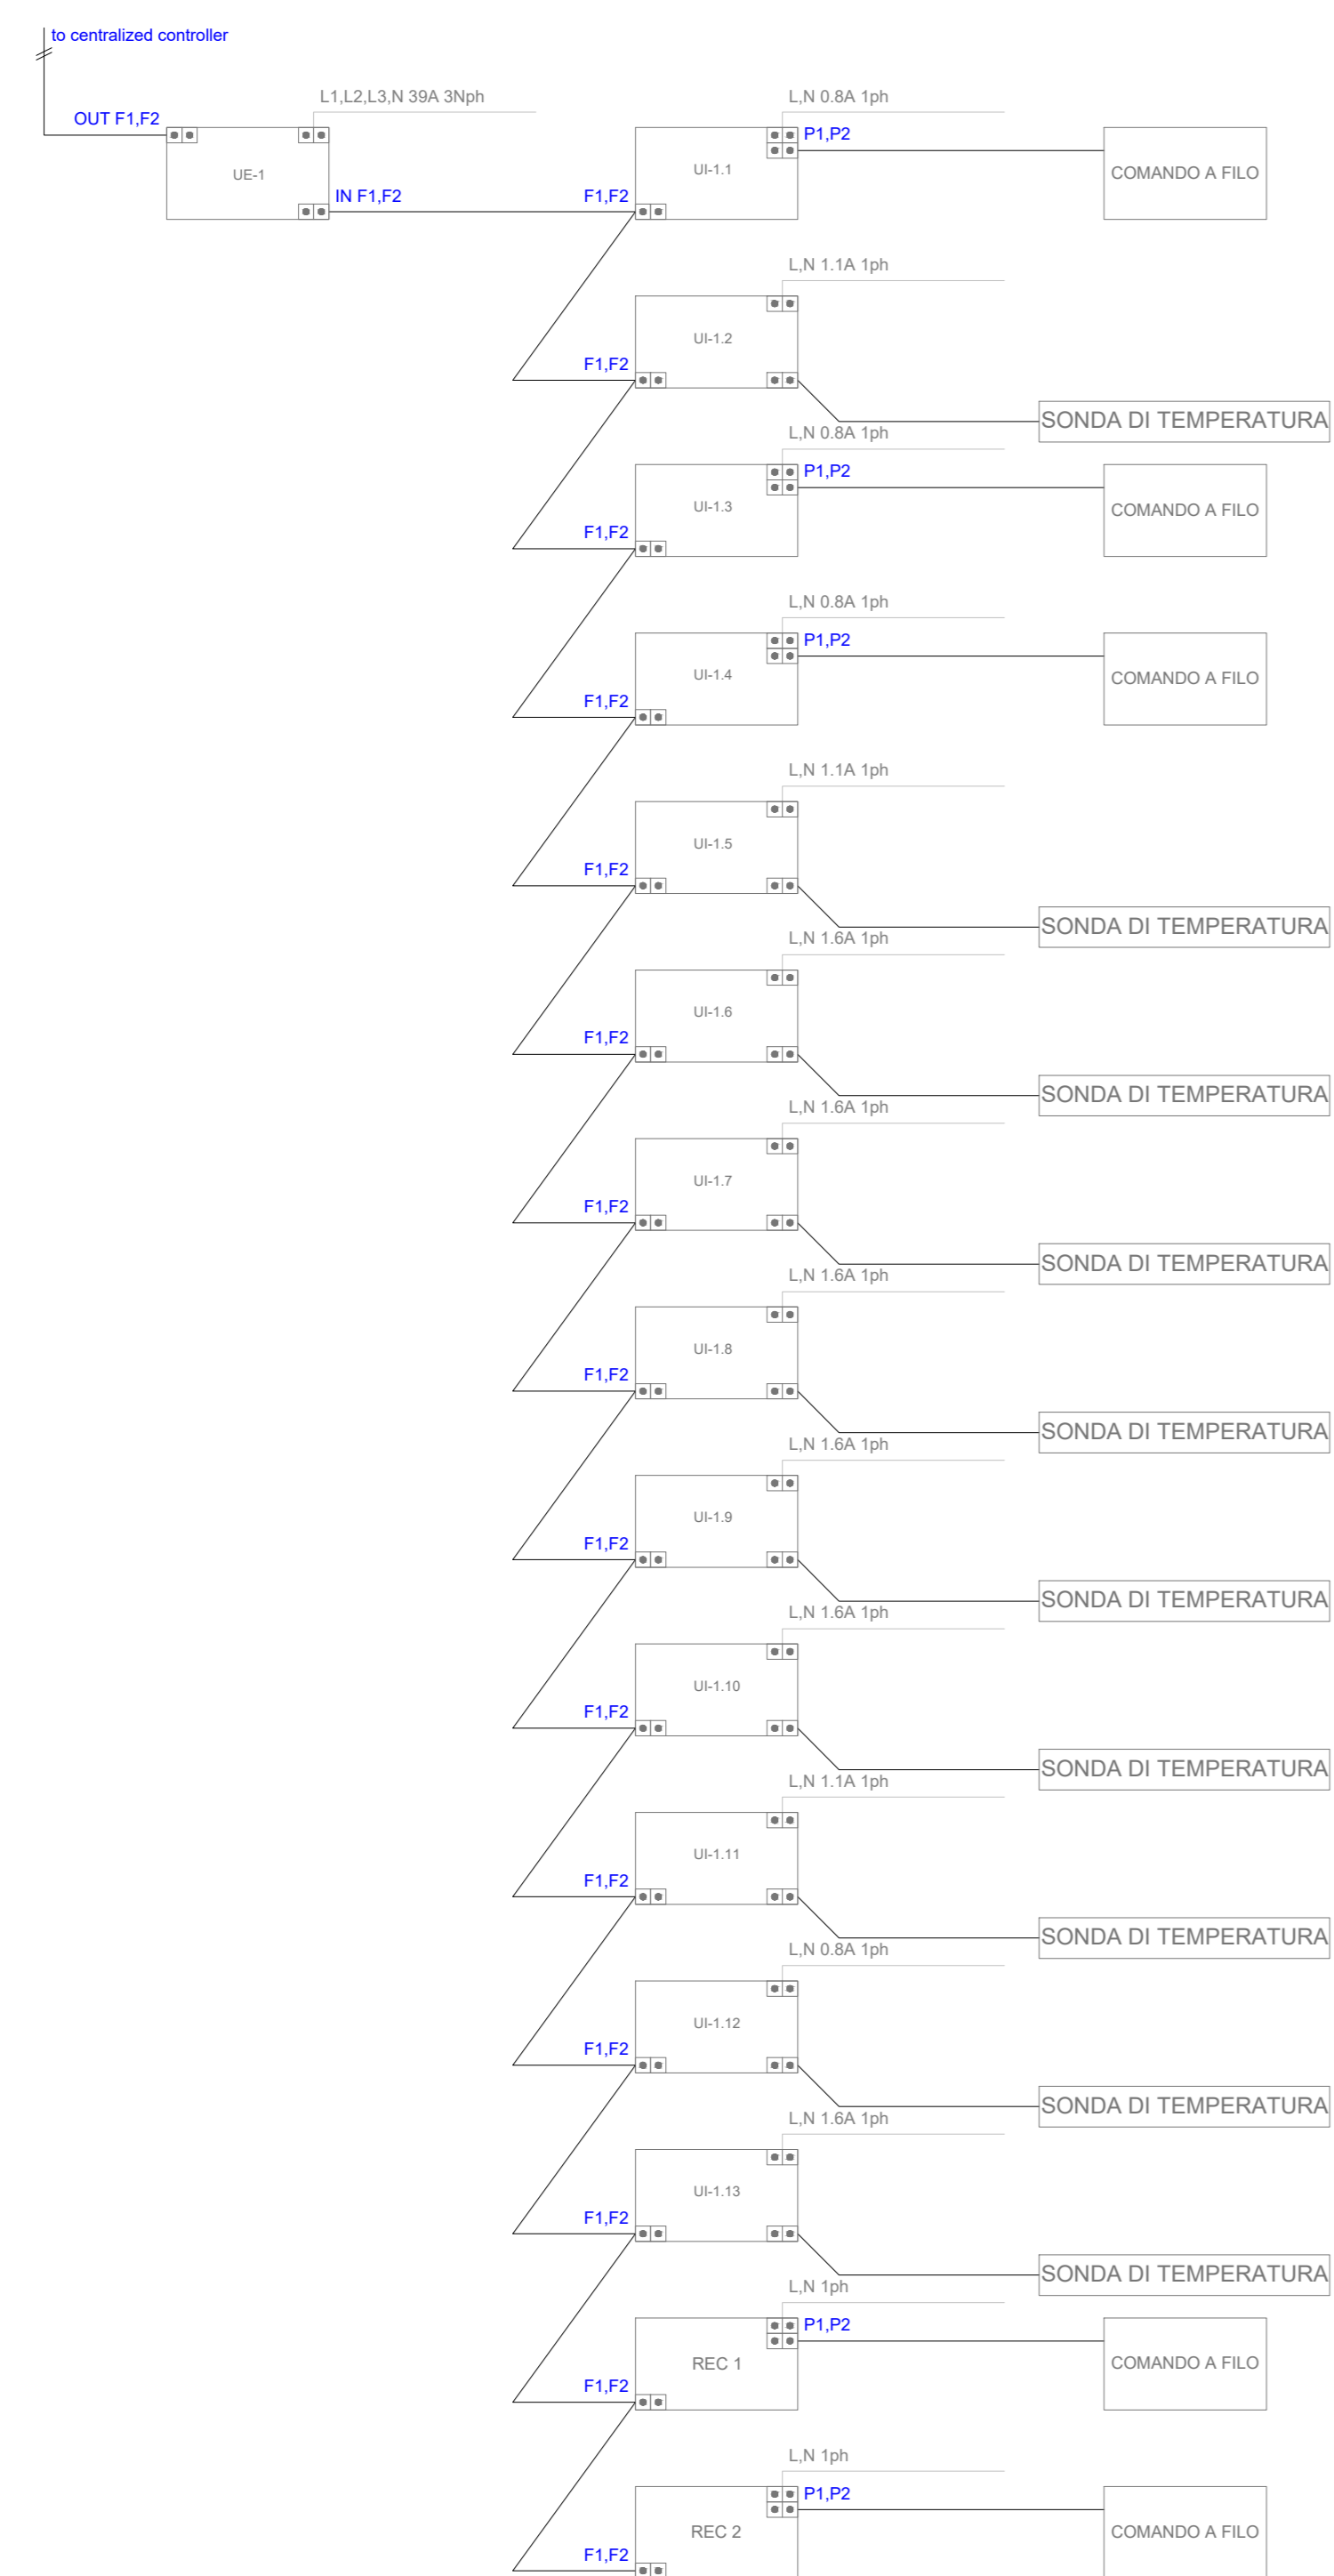 to centralized controller
L1,L2,L3,N 39A 3Nph
L,N 0.8A 1ph
OUT F1,F2
P1,P2
UE-1
UI-1.1
COMANDO A FILO
IN F1,F2
F1,F2
L,N 1.1A 1ph
UI-1.2
F1,F2
SONDA DI TEMPERATURA
L,N 0.8A 1ph
P1,P2
UI-1.3
COMANDO A FILO
F1,F2
L,N 0.8A 1ph
P1,P2
UI-1.4
COMANDO A FILO
F1,F2
L,N 1.1A 1ph
UI-1.5
F1,F2
SONDA DI TEMPERATURA
L,N 1.6A 1ph
UI-1.6
F1,F2
SONDA DI TEMPERATURA
L,N 1.6A 1ph
UI-1.7
F1,F2
SONDA DI TEMPERATURA
L,N 1.6A 1ph
UI-1.8
F1,F2
SONDA DI TEMPERATURA
L,N 1.6A 1ph
UI-1.9
F1,F2
SONDA DI TEMPERATURA
L,N 1.6A 1ph
UI-1.10
F1,F2
SONDA DI TEMPERATURA
L,N 1.1A 1ph
UI-1.11
F1,F2
SONDA DI TEMPERATURA
L,N 0.8A 1ph
UI-1.12
F1,F2
SONDA DI TEMPERATURA
L,N 1.6A 1ph
UI-1.13
F1,F2
SONDA DI TEMPERATURA
L,N 1ph
P1,P2
REC 1
COMANDO A FILO
F1,F2
L,N 1ph
P1,P2
REC 2
COMANDO A FILO
F1,F2